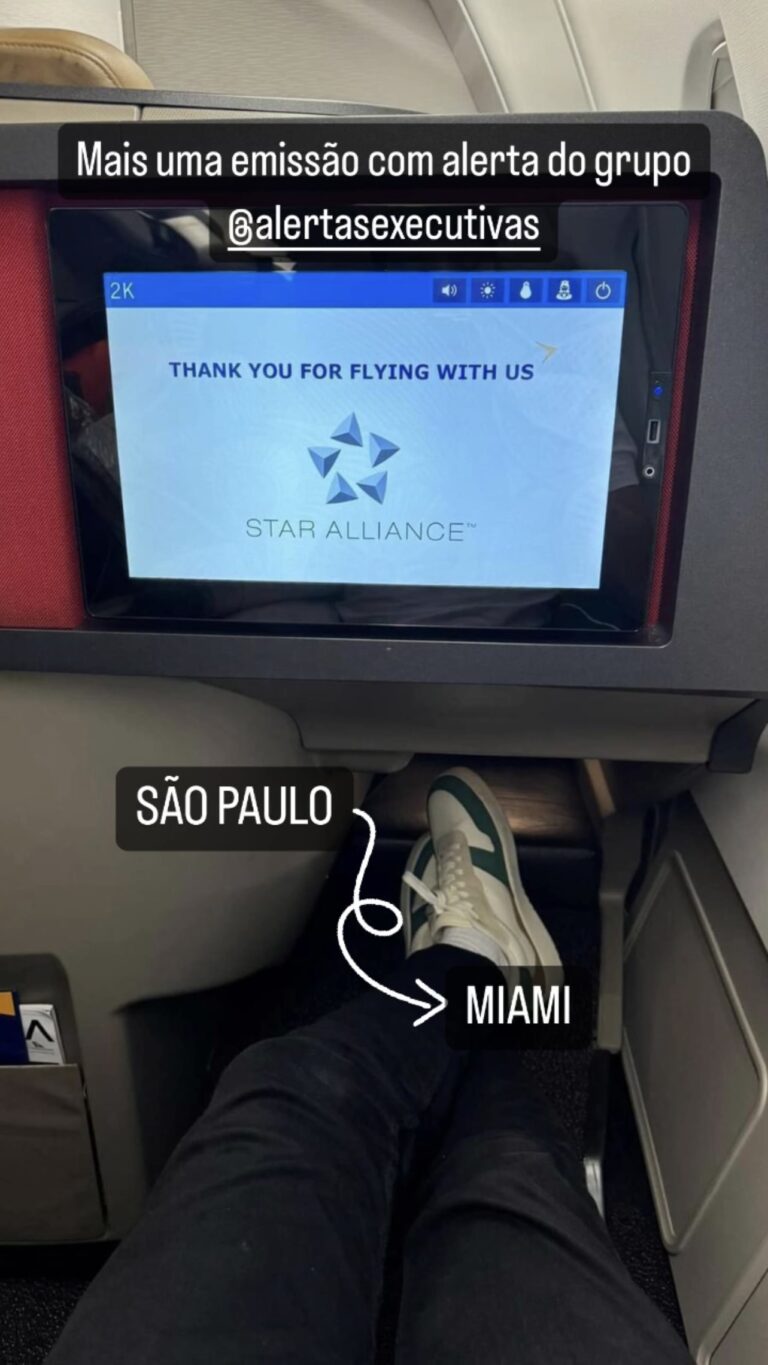 Mais uma emissão com alerta do grupo
@alertasexecutivas
2K
THANK YOU FOR FLYING WITH US
STAR ALLIANCE™
SÃO PAULO
MIAMI